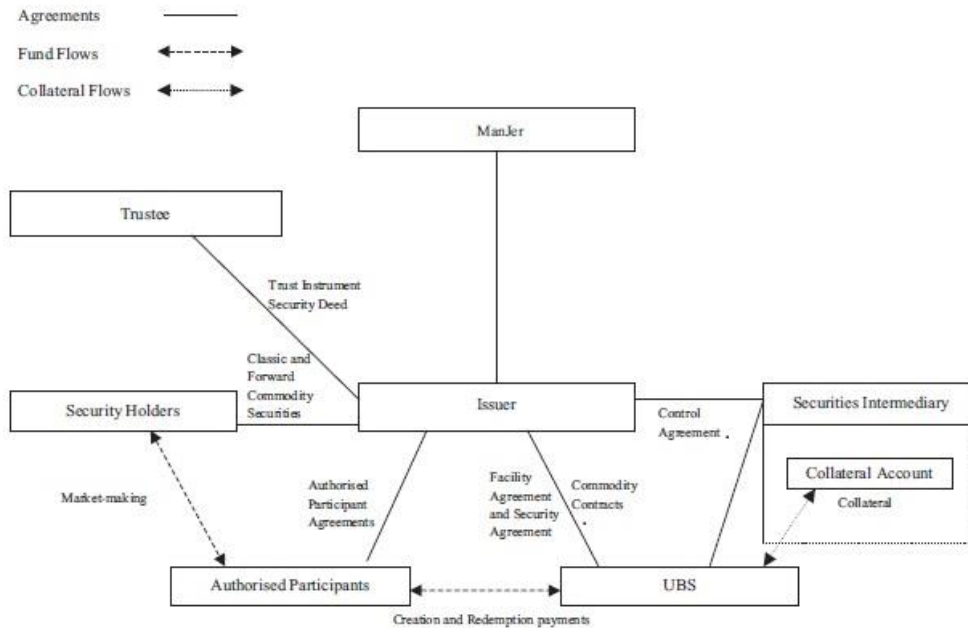 Agreements
Fund Flows
Collateral Flows
ManJer
Trustee
Trust Instrument
Security Deed
Classic and
Forward
Commodity
Securities
Security Holders
Issuer
Securities Intermediary
Control
Agreement .
Collateral Account
Collateral
Market-making
Authorised
Participant
Agreements
Facility
Agreement
and Security
Agreement
Commodity
Contracts
.
Authorised Participants
UBS
Creation and Redemption payments